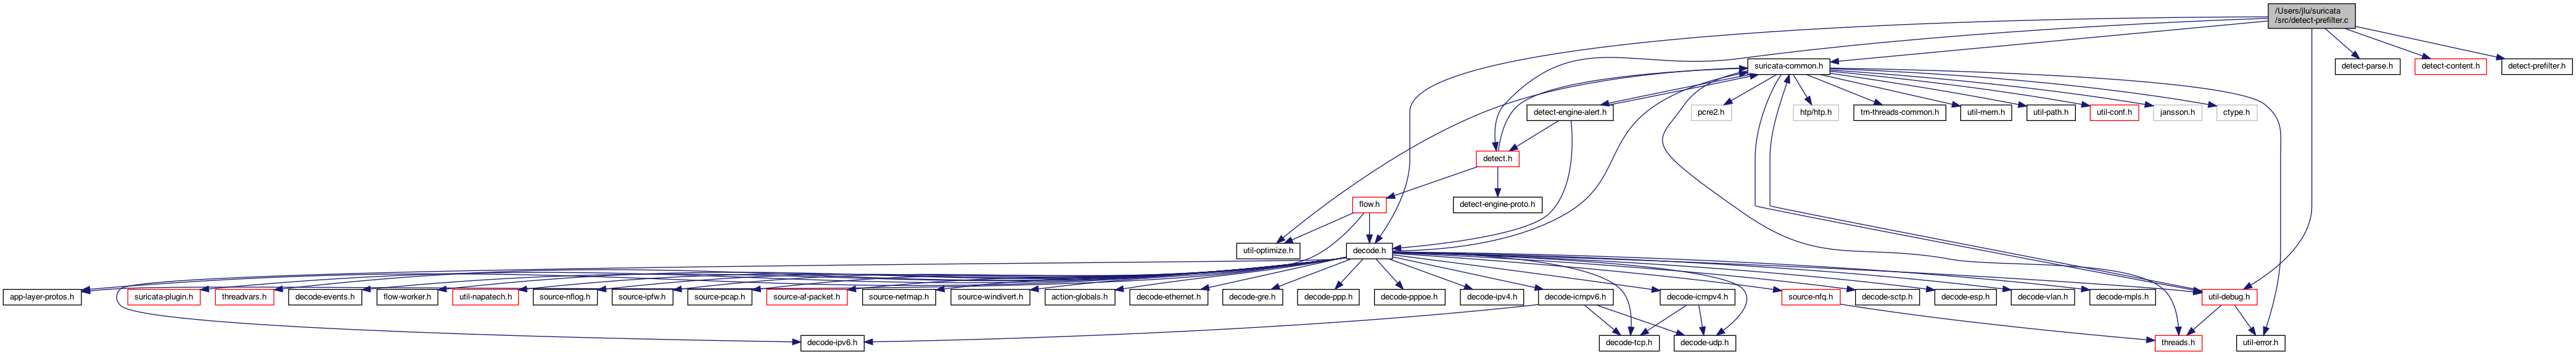 /Users/jlu/suricata
/src/detect-prefilter.c
suricata-common.h
detect-parse.h
detect-content.h
detect-prefilter.h
detect-engine-alert.h
pcre2.h
htp/htp.h
tm-threads-common.h
util-mem.h
util-path.h
util-conf.h
jansson.h
ctype.h
detect.h
flow.h
detect-engine-proto.h
util-optimize.h
decode.h
app-layer-protos.h
suricata-plugin.h
threadvars.h
decode-events.h
flow-worker.h
util-napatech.h
source-nflog.h
source-ipfw.h
source-pcap.h
source-af-packet.h
source-netmap.h
source-windivert.h
action-globals.h
decode-ethernet.h
decode-gre.h
decode-ppp.h
decode-pppoe.h
decode-ipv4.h
decode-icmpv6.h
decode-icmpv4.h
source-nfq.h
decode-sctp.h
decode-esp.h
decode-vlan.h
decode-mpls.h
util-debug.h
decode-ipv6.h
decode-tcp.h
decode-udp.h
threads.h
util-error.h